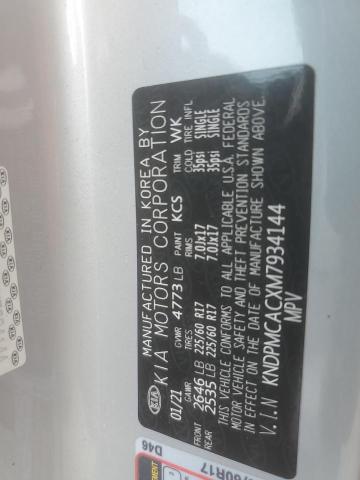 MANUFACTURED IN KOREA BY
KIA KIA MOTORS CORPORATION
01/21 GVWR 4773 LB PAINT KCS TRIM WK
TIRES RIMS COLD TIRE INFL
FRONT 2646 LB 225/60 R17 7.0Jx17 35psi SINGLE
REAR 2535 LB 225/60 R17 7.0Jx17 35psi SINGLE
THIS VEHICLE CONFORMS TO ALL APPLICABLE U.S.A. FEDERAL
MOTOR VEHICLE SAFETY AND THEFT PREVENTION STANDARDS
IN EFFECT ON THE DATE OF MANUFACTURE SHOWN ABOVE.
V.I.N KNDPMCACXM7934144
MPV
D46
/60R17